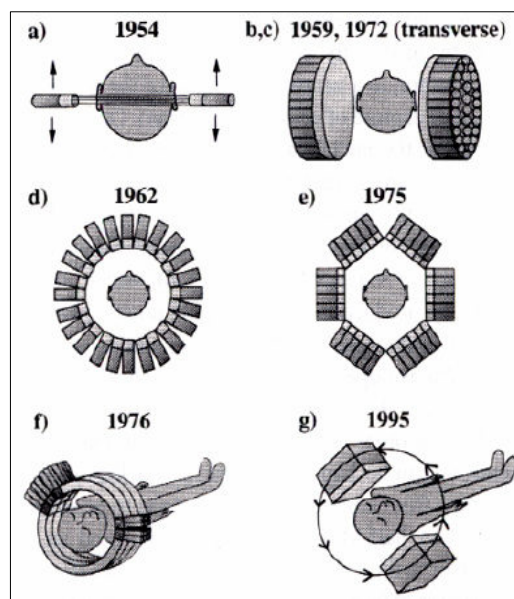 a) 1954
b,c) 1959, 1972 (transverse)
d) 1962
e) 1975
f) 1976
g) 1995